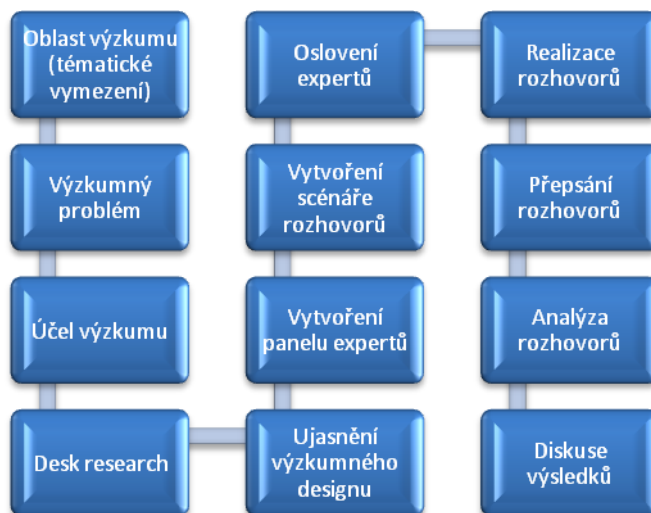 Oblast výzkumu
(tématické
vymezení)
Výzkumný
problém
Účel výzkumu
Desk research
Ujasnění
výzkumného
designu
Vytvoření
panelu expertů
Vytvoření
scénáře
rozhovorů
Oslovení
expertů
Realizace
rozhovorů
Přepsání
rozhovorů
Analýza
rozhovorů
Diskuse
výsledků